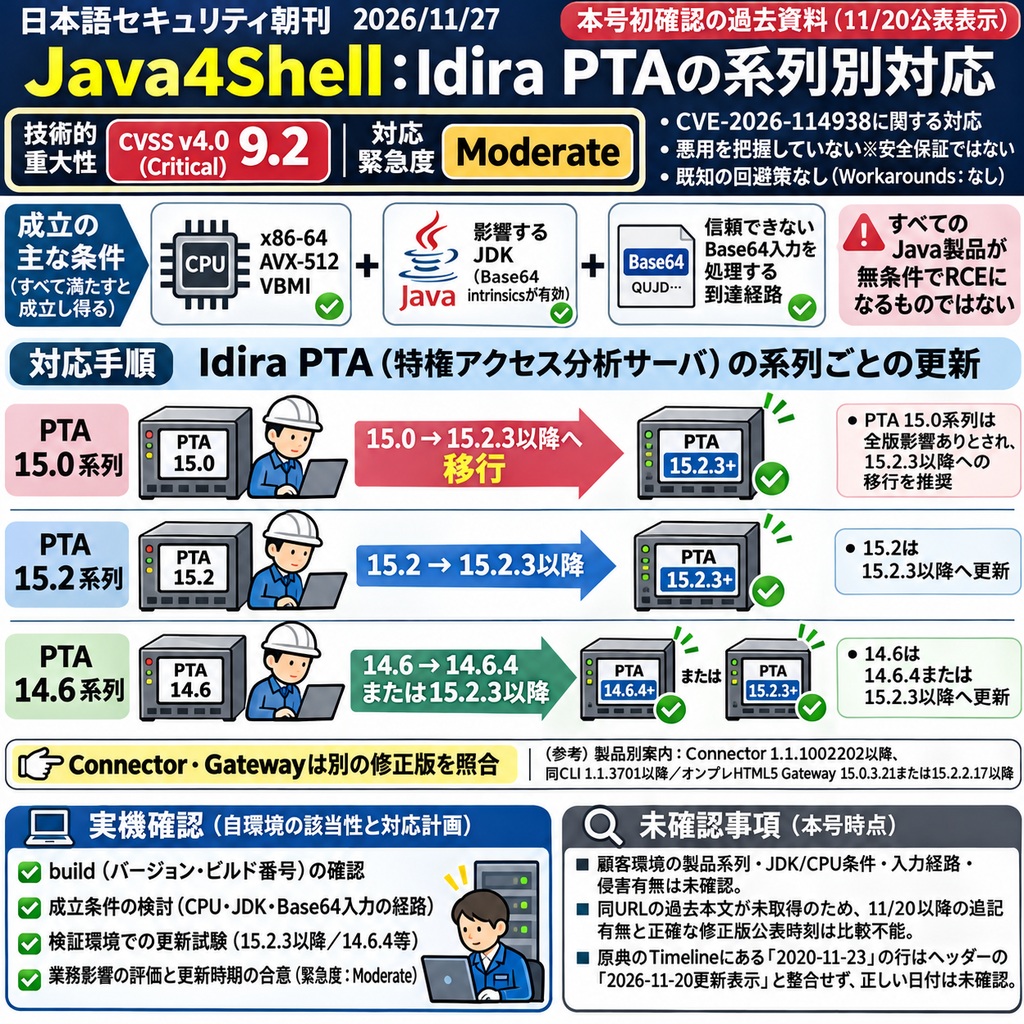 日本語セキュリティ朝刊 2026/11/27
本号初確認の過去資料（11/20公表表示）
Java4Shell：Idira PTAの系列別対応
技術的
重大性
CVSS v4.0
(Critical)
9.2
対応
緊急度
Moderate
• CVE-2026-114938に関する対応
• 悪用を把握していない※安全保証ではない
• 既知の回避策なし（Workarounds：なし）
成立の
主な条件
（すべて満たすと
成立し得る）
CPU
x86-64
AVX-512
VBMI
+
Java
影響する
JDK
（Base64
intrinsicsが有効）
+
Base64
QUJD…
信頼できない
Base64入力を
処理する
到達経路
すべての
Java製品が
無条件でRCEに
なるものではない
対応手順
Idira PTA（特権アクセス分析サーバ）の系列ごとの更新
PTA
15.0 系列
PTA
15.0
15.0 → 15.2.3以降へ
移行
PTA
15.2.3+
• PTA 15.0系列は
全版影響ありとされ、
15.2.3以降への
移行を推奨
PTA
15.2 系列
PTA
15.2
15.2 → 15.2.3以降
PTA
15.2.3+
• 15.2は
15.2.3以降へ更新
PTA
14.6 系列
PTA
14.6
14.6 → 14.6.4
または15.2.3以降
PTA
14.6.4+
または
PTA
15.2.3+
• 14.6は
14.6.4または
15.2.3以降へ更新
Connector・Gatewayは別の修正版を照合
（参考）製品別案内：Connector 1.1.1002202以降、
同CLI 1.1.3701以降／オンプレHTML5 Gateway 15.0.3.21または15.2.2.17以降
実機確認（自環境の該当性と対応計画）
build（バージョン・ビルド番号）の確認
成立条件の検討（CPU・JDK・Base64入力の経路）
検証環境での更新試験（15.2.3以降／14.6.4等）
業務影響の評価と更新時期の合意（緊急度：Moderate）
未確認事項（本号時点）
■ 顧客環境の製品系列・JDK/CPU条件・入力経路・
侵害有無は未確認。
■ 同URLの過去本文が未取得のため、11/20以降の追記
有無と正確な修正版公表時刻は比較不能。
■ 原典のTimelineにある「2020-11-23」の行はヘッダーの
「2026-11-20更新表示」と整合せず、正しい日付は未確認。